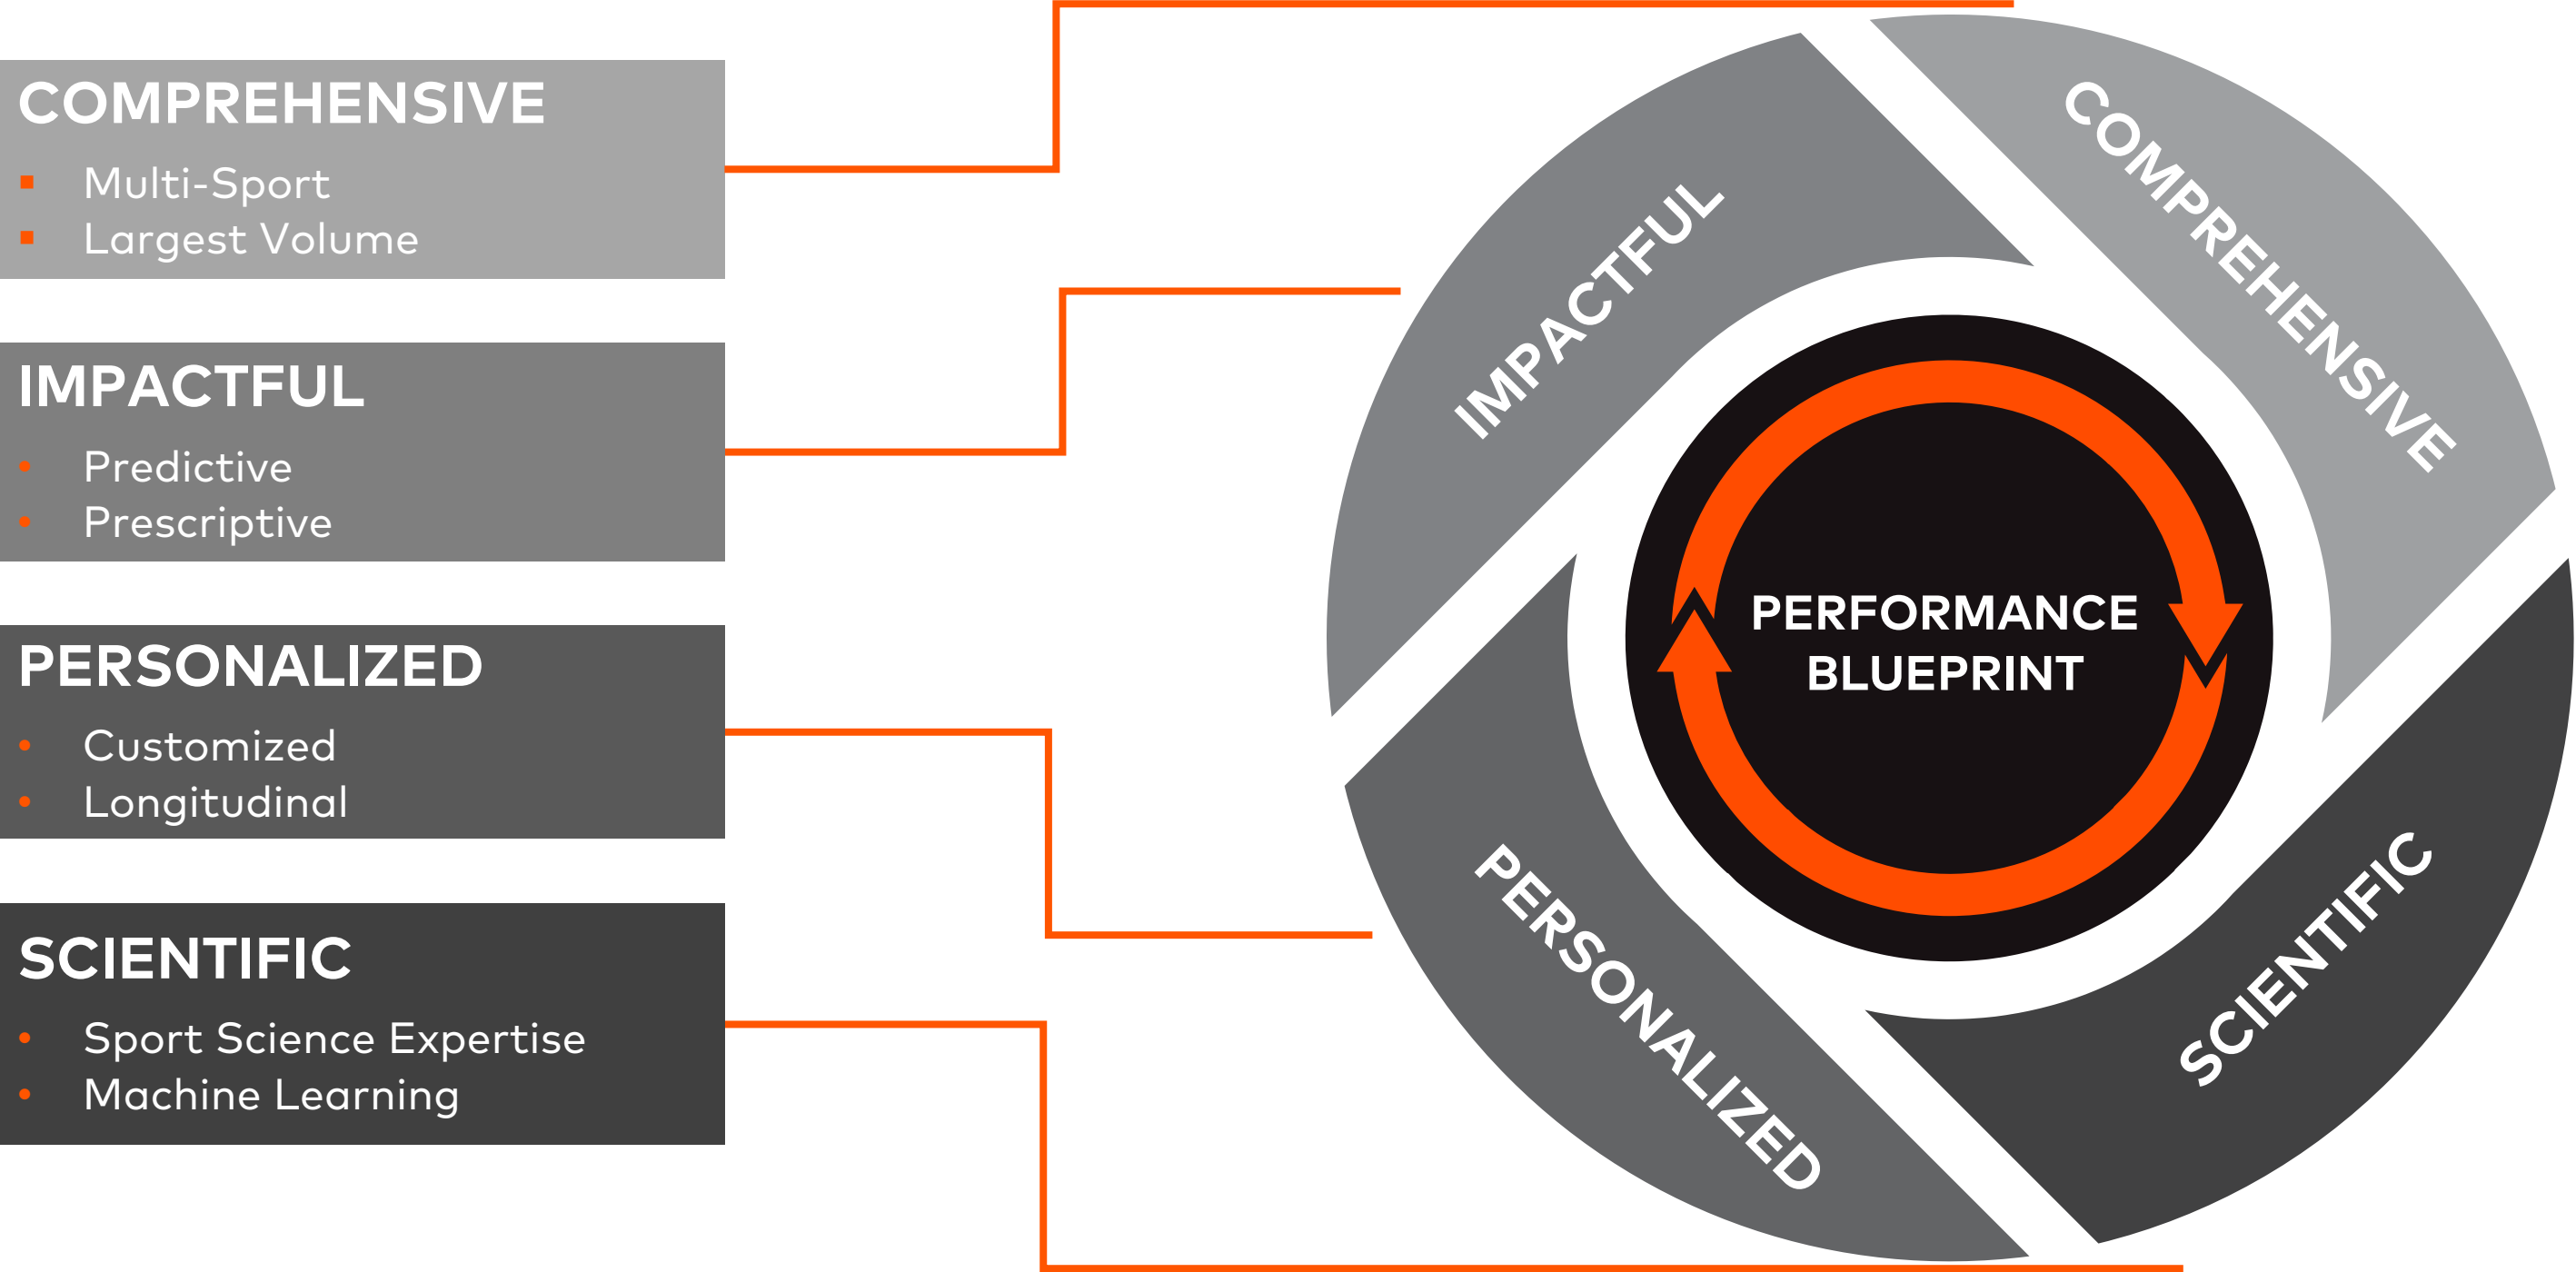 COMPREHENSIVE
▪ Multi-Sport
▪ Largest Volume
IMPACTFUL
• Predictive
• Prescriptive
PERSONALIZED
• Customized
• Longitudinal
SCIENTIFIC
• Sport Science Expertise
• Machine Learning
IMPACTFUL
COMPREHENSIVE
PERFORMANCE
BLUEPRINT
PERSONALIZED
SCIENTIFIC